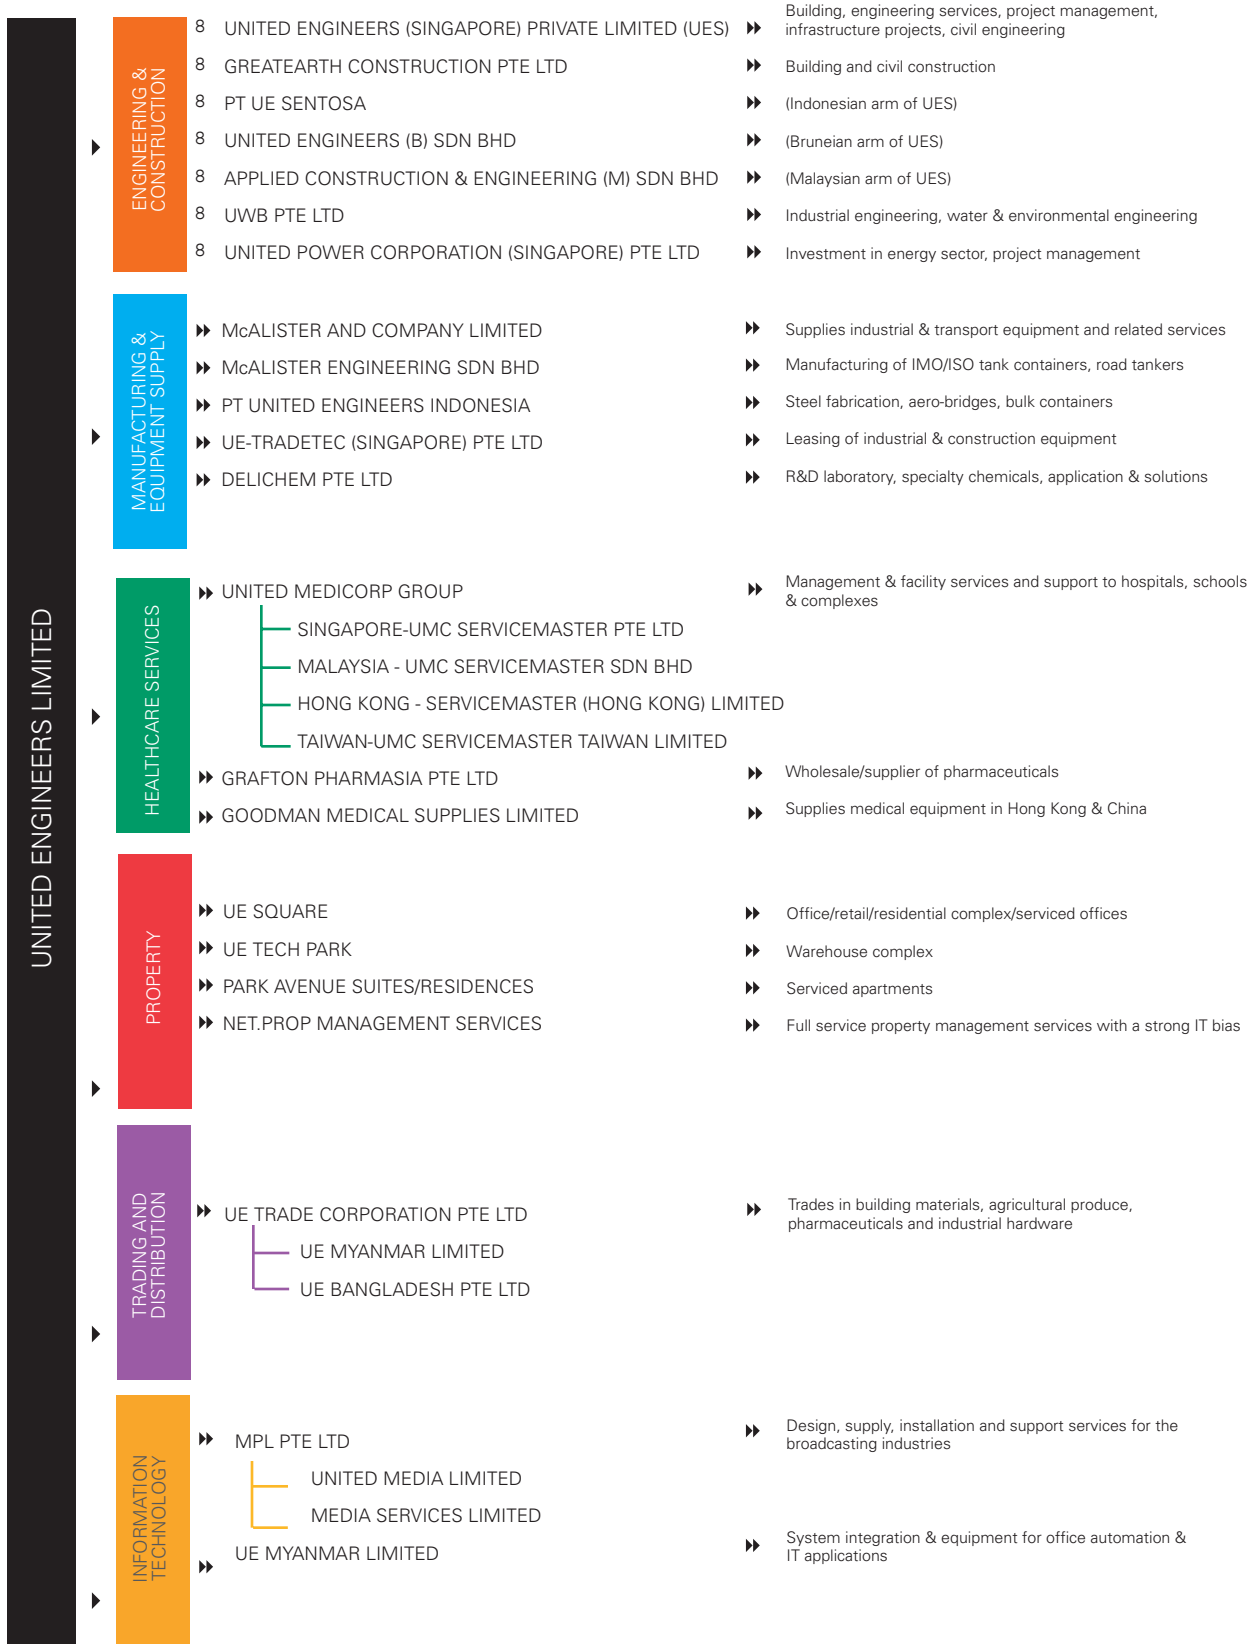 UNITED ENGINEERS LIMITED
ENGINEERING &
CONSTRUCTION
8 UNITED ENGINEERS (SINGAPORE) PRIVATE LIMITED (UES)
Building, engineering services, project management,
infrastructure projects, civil engineering
8 GREATEARTH CONSTRUCTION PTE LTD
Building and civil construction
8 PT UE SENTOSA
(Indonesian arm of UES)
8 UNITED ENGINEERS (B) SDN BHD
(Bruneian arm of UES)
8 APPLIED CONSTRUCTION & ENGINEERING (M) SDN BHD
(Malaysian arm of UES)
8 UWB PTE LTD
Industrial engineering, water & environmental engineering
8 UNITED POWER CORPORATION (SINGAPORE) PTE LTD
Investment in energy sector, project management
MANUFACTURING &
EQUIPMENT SUPPLY
McALISTER AND COMPANY LIMITED
Supplies industrial & transport equipment and related services
McALISTER ENGINEERING SDN BHD
Manufacturing of IMO/ISO tank containers, road tankers
PT UNITED ENGINEERS INDONESIA
Steel fabrication, aero-bridges, bulk containers
UE-TRADETEC (SINGAPORE) PTE LTD
Leasing of industrial & construction equipment
DELICHEM PTE LTD
R&D laboratory, specialty chemicals, application & solutions
HEALTHCARE SERVICES
UNITED MEDICORP GROUP
Management & facility services and support to hospitals, schools
& complexes
SINGAPORE-UMC SERVICEMASTER PTE LTD
MALAYSIA - UMC SERVICEMASTER SDN BHD
HONG KONG - SERVICEMASTER (HONG KONG) LIMITED
TAIWAN-UMC SERVICEMASTER TAIWAN LIMITED
GRAFTON PHARMASIA PTE LTD
Wholesale/supplier of pharmaceuticals
GOODMAN MEDICAL SUPPLIES LIMITED
Supplies medical equipment in Hong Kong & China
PROPERTY
UE SQUARE
Office/retail/residential complex/serviced offices
UE TECH PARK
Warehouse complex
PARK AVENUE SUITES/RESIDENCES
Serviced apartments
NET.PROP MANAGEMENT SERVICES
Full service property management services with a strong IT bias
TRADING AND
DISTRIBUTION
UE TRADE CORPORATION PTE LTD
Trades in building materials, agricultural produce,
pharmaceuticals and industrial hardware
UE MYANMAR LIMITED
UE BANGLADESH PTE LTD
INFORMATION
TECHNOLOGY
MPL PTE LTD
Design, supply, installation and support services for the
broadcasting industries
UNITED MEDIA LIMITED
MEDIA SERVICES LIMITED
UE MYANMAR LIMITED
System integration & equipment for office automation &
IT applications